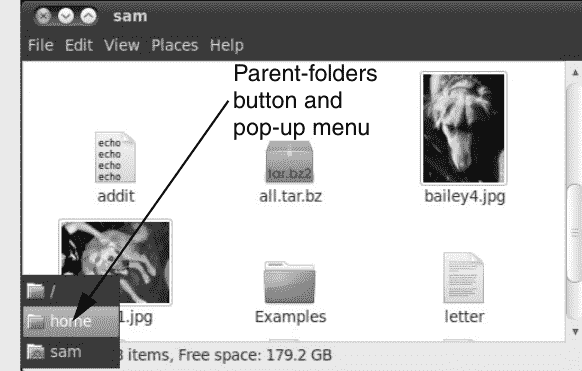 sam
File Edit View Places Help
Parent-folders
button and
pop-up menu
echo
echo
echo
echo
tar.bz2
addit
all.tar.bz
bailey4.jpg
/
home
1.jpg
Examples
letter
sam
items, Free space: 179.2 GB